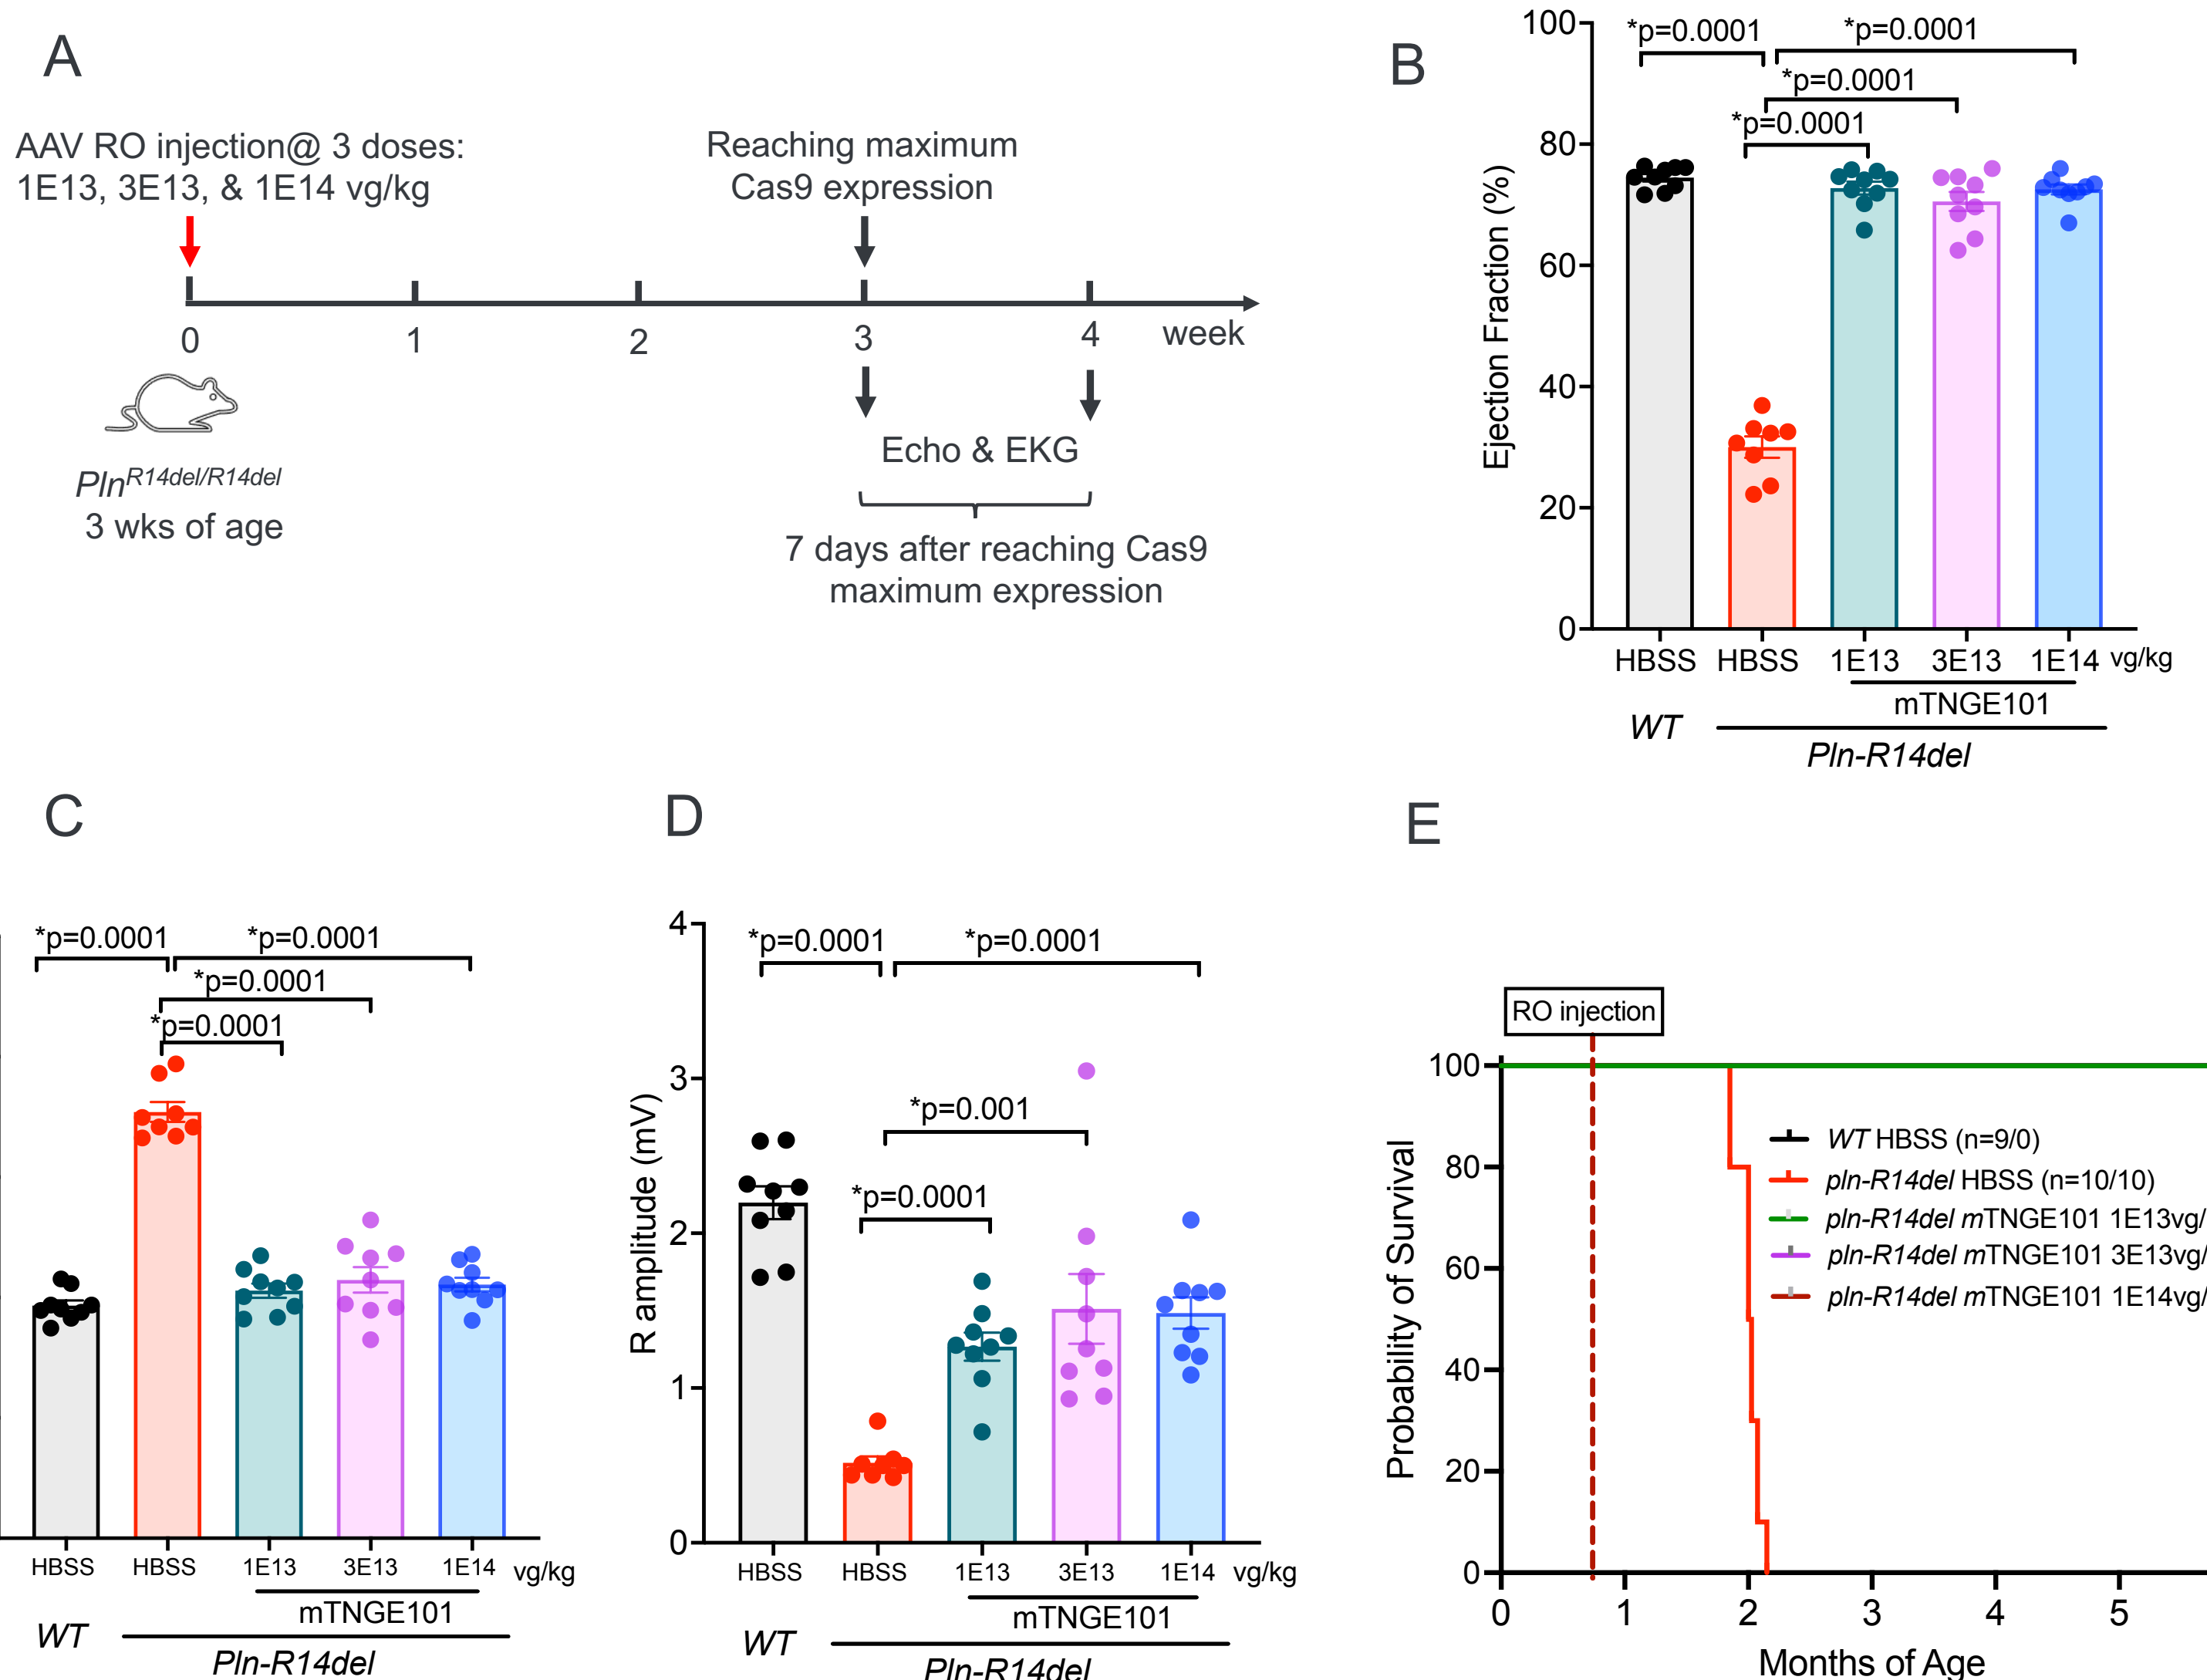 A
AAV RO injection@ 3 doses:
1E13, 3E13, & 1E14 vg/kg
Reaching maximum
Cas9 expression
0
1
2
3
4
week
Echo & EKG
Pln^R14del/R14del
3 wks of age
7 days after reaching Cas9
maximum expression
B
Ejection Fraction (%)
100
80
60
40
20
0
*p=0.0001
*p=0.0001
*p=0.0001
*p=0.0001
HBSS HBSS 1E13 3E13 1E14 vg/kg
mTNGE101
WT
Pln-R14del
C
*p=0.0001
*p=0.0001
*p=0.0001
*p=0.0001
HBSS HBSS 1E13 3E13 1E14 vg/kg
mTNGE101
WT
Pln-R14del
D
R amplitude (mV)
4
3
2
1
0
*p=0.0001
*p=0.0001
*p=0.001
*p=0.0001
HBSS HBSS 1E13 3E13 1E14 vg/kg
mTNGE101
WT
Pln-R14del
E
RO injection
Probability of Survival
100
80
60
40
20
0
WT HBSS (n=9/0)
pln-R14del HBSS (n=10/10)
pln-R14del mTNGE101 1E13vg/
pln-R14del mTNGE101 3E13vg/
pln-R14del mTNGE101 1E14vg/
0 1 2 3 4 5
Months of Age